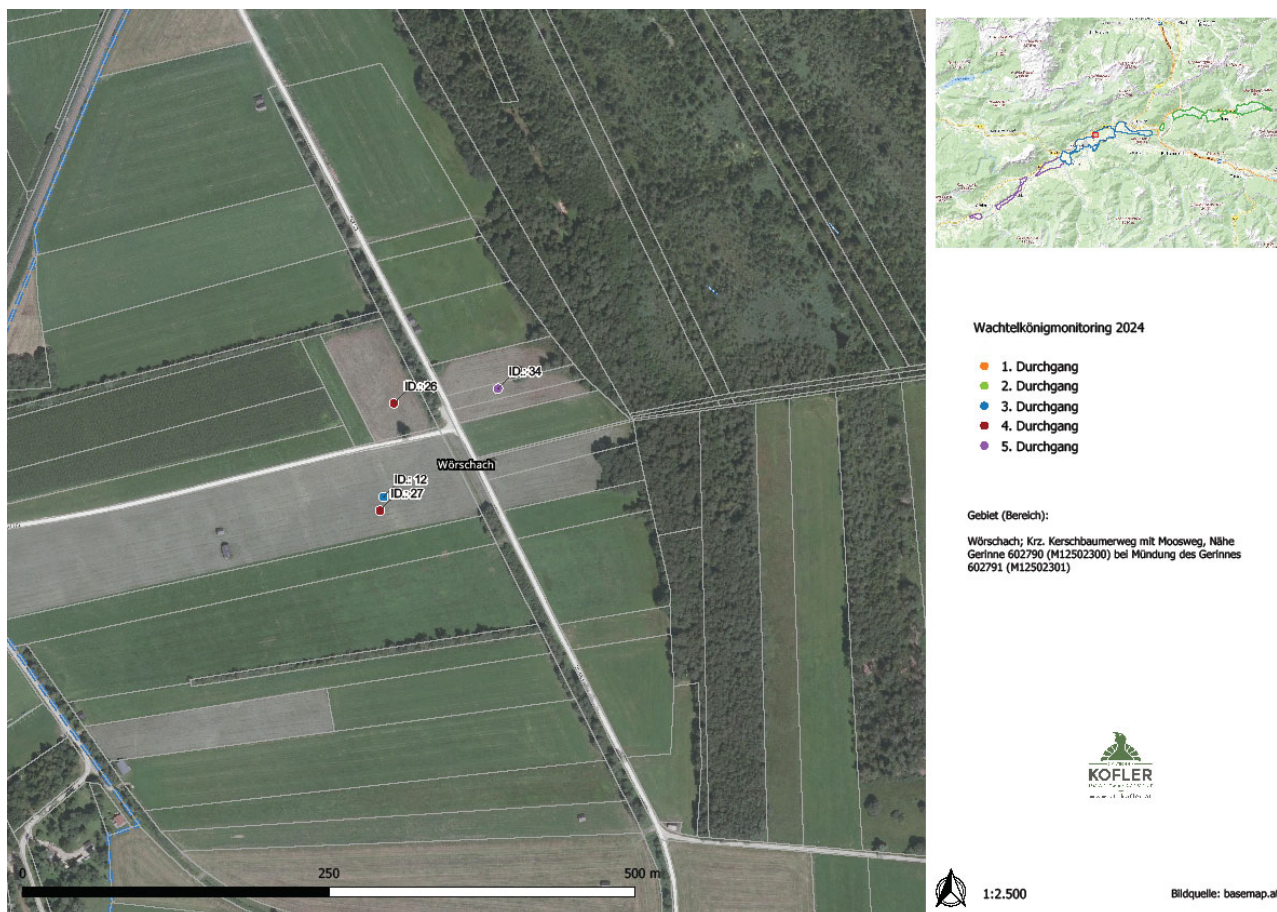 ID.: 26
ID.: 34
Wörschach
ID.: 12
ID.: 27
0
250
500 m
Wachtelkönigmonitoring 2024
1. Durchgang
2. Durchgang
3. Durchgang
4. Durchgang
5. Durchgang
Gebiet (Bereich):
Wörschach; Krz. Kerschbaumerweg mit Moosweg, Nähe
Gerinne 602790 (M12502300) bei Mündung des Gerinnes
602791 (M12502301)
KOFLER
1:2.500
Bildquelle: basemap.at